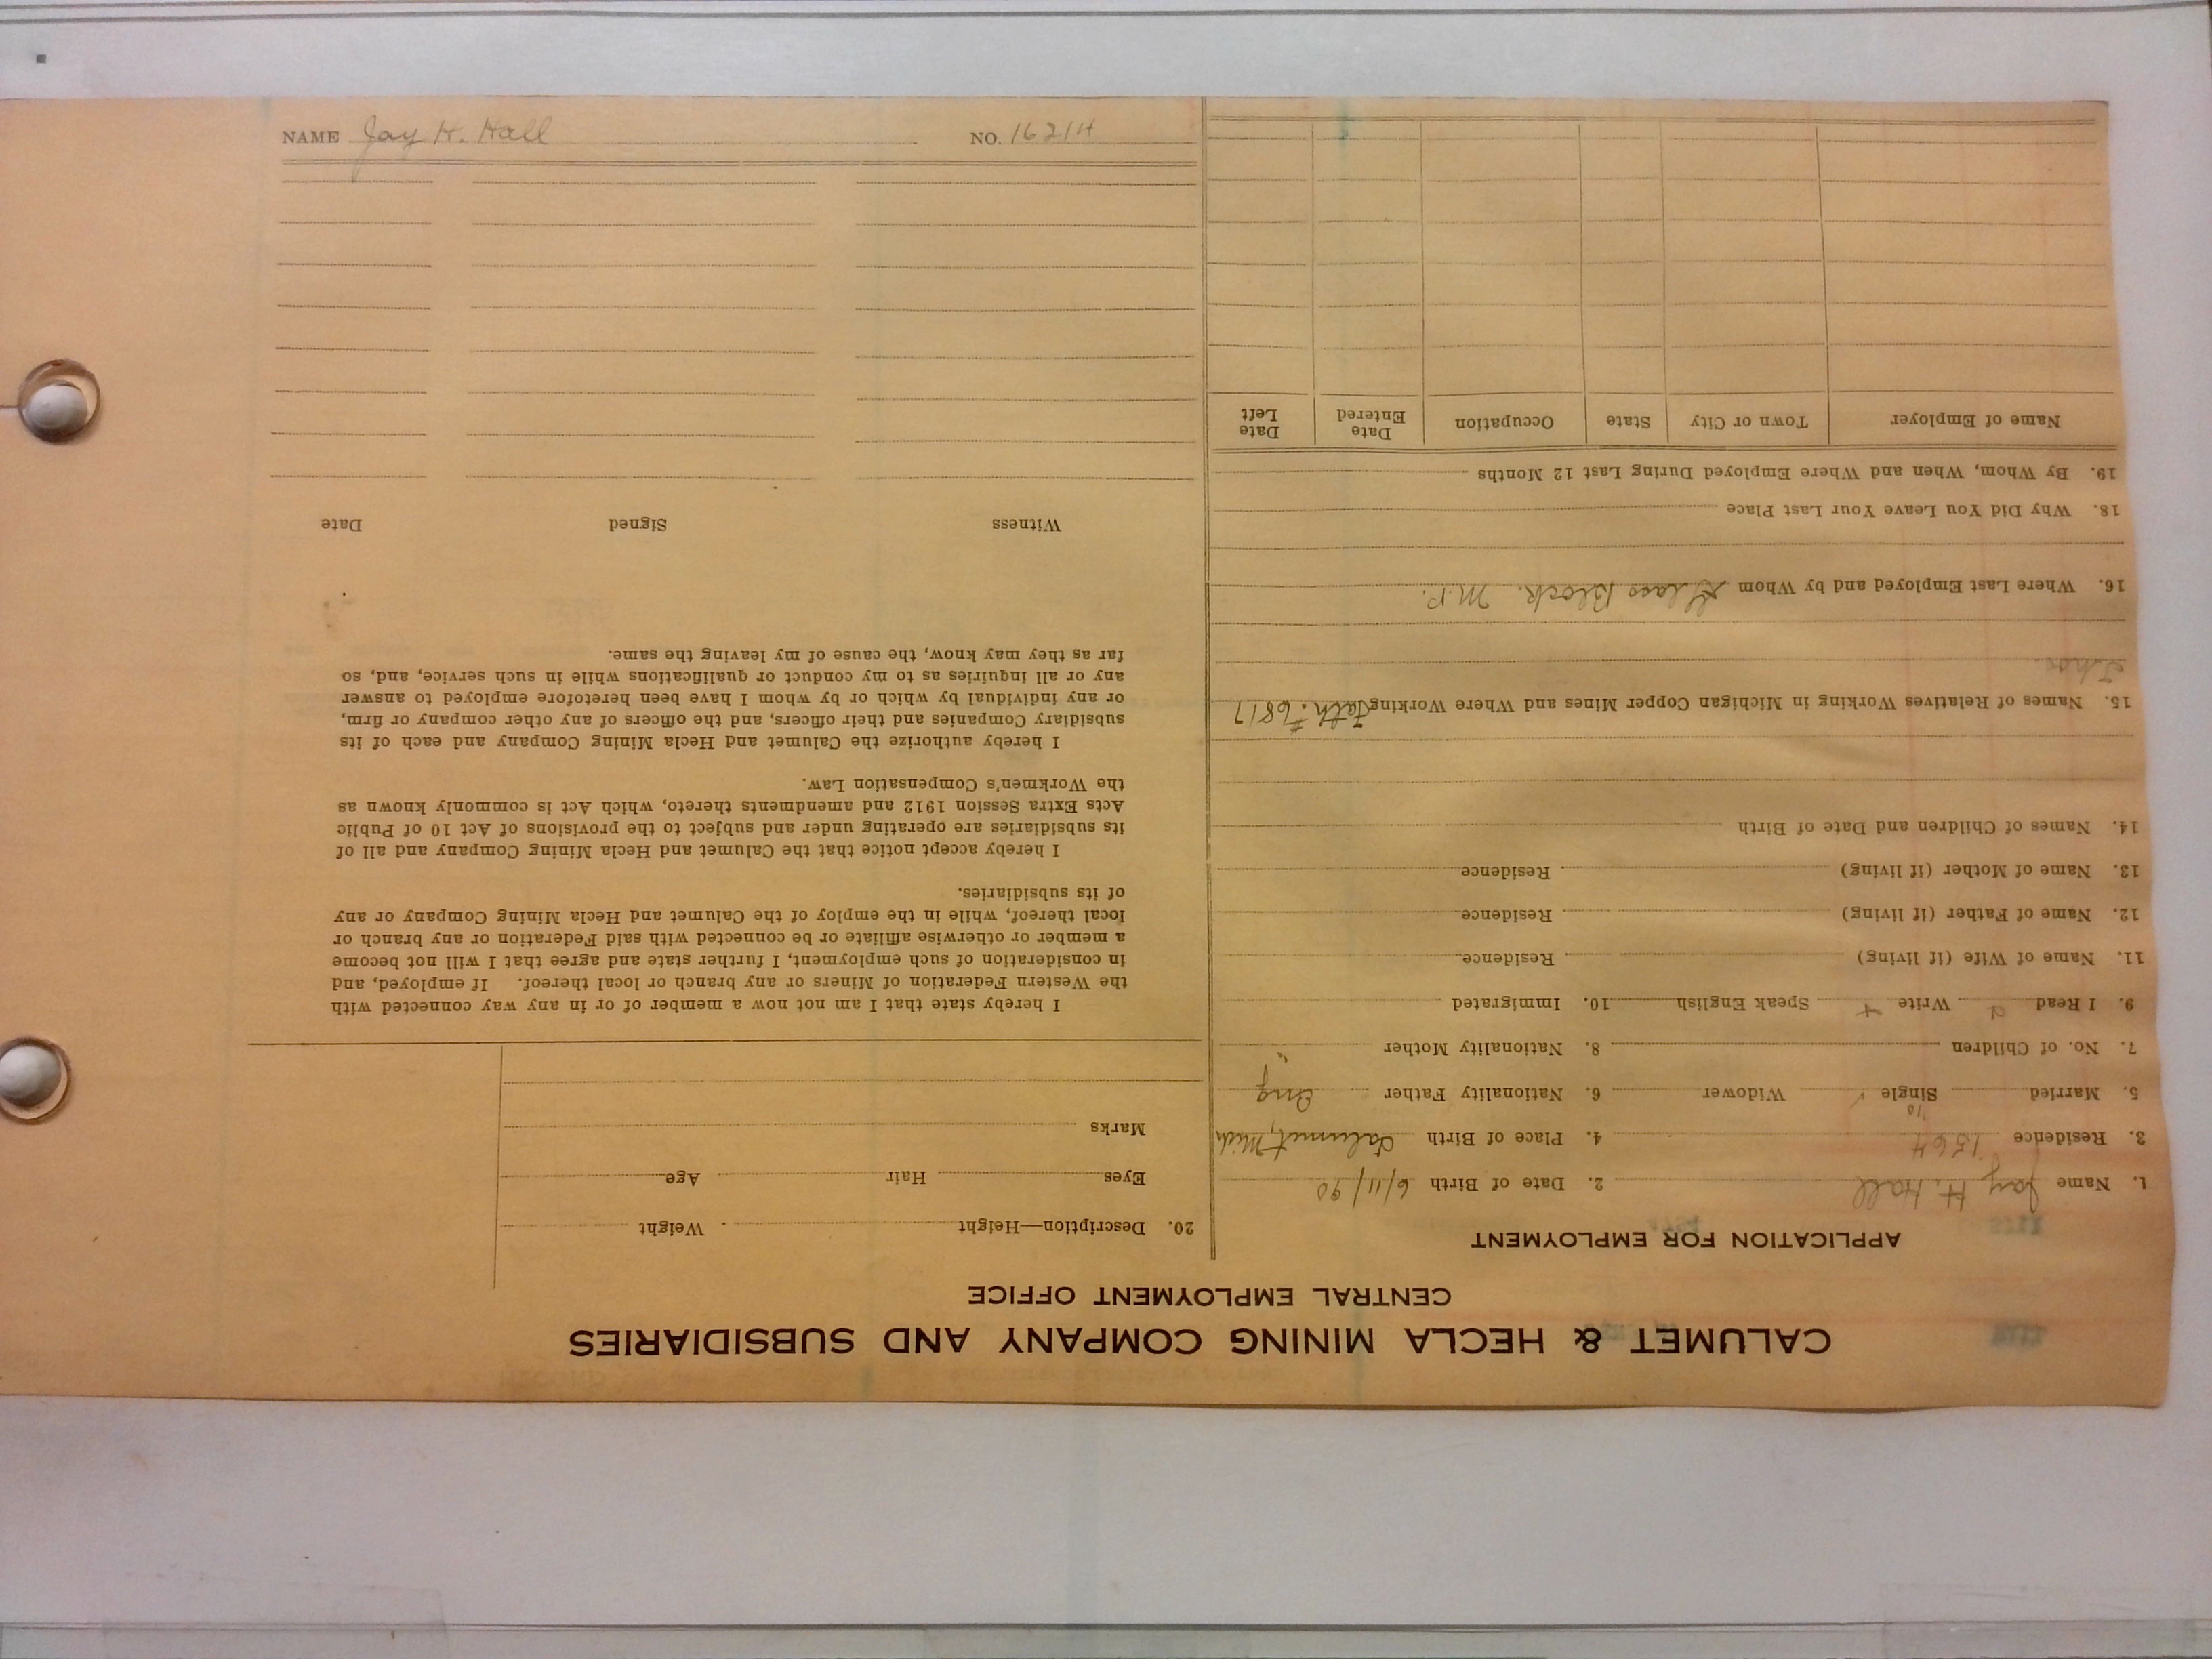 CALUMET & HECLA MINING COMPANY AND SUBSIDIARIES
CENTRAL EMPLOYMENT OFFICE
APPLICATION FOR EMPLOYMENT
1. Name Jay H. Hall 2. Date of Birth 6/11/90
3. Residence 1564 4. Place of Birth Calumet, Mich
5. Married Single ✓ Widower 6. Nationality Father Eng
7. No. of Children 8. Nationality Mother "
9. I Read Write Speak English 10. Immigrated
11. Name of Wife (if living) Residence
12. Name of Father (if living) Residence
13. Name of Mother (if living) Residence
14. Names of Children and Date of Birth
15. Names of Relatives Working in Michigan Copper Mines and Where Working Fath. #6817
Thos.
16. Where Last Employed and by Whom Glass Block. M.P.
18. Why Did You Leave Your Last Place
19. By Whom, When and Where Employed During Last 12 Months
Name of Employer Town or City State Occupation Date Entered Date Left
20. Description—Height Weight
Eyes Hair Age
Marks
I hereby state that I am not now a member of or in any way connected with
the Western Federation of Miners or any branch or local thereof. If employed, and
in consideration of such employment, I further state and agree that I will not become
a member or otherwise affiliate or be connected with said Federation or any branch or
local thereof, while in the employ of the Calumet and Hecla Mining Company or any
of its subsidiaries.
I hereby accept notice that the Calumet and Hecla Mining Company and all of
its subsidiaries are operating under and subject to the provisions of Act 10 of Public
Acts Extra Session 1912 and amendments thereto, which Act is commonly known as
the Workmen's Compensation Law.
I hereby authorize the Calumet and Hecla Mining Company and each of its
subsidiary Companies and their officers, and the officers of any other company or firm,
or any individual by which or by whom I have been heretofore employed to answer
any or all inquiries as to my conduct or qualifications while in such service, and, so
far as they may know, the cause of my leaving the same.
Witness Signed Date
NAME Jay H. Hall NO. 16214